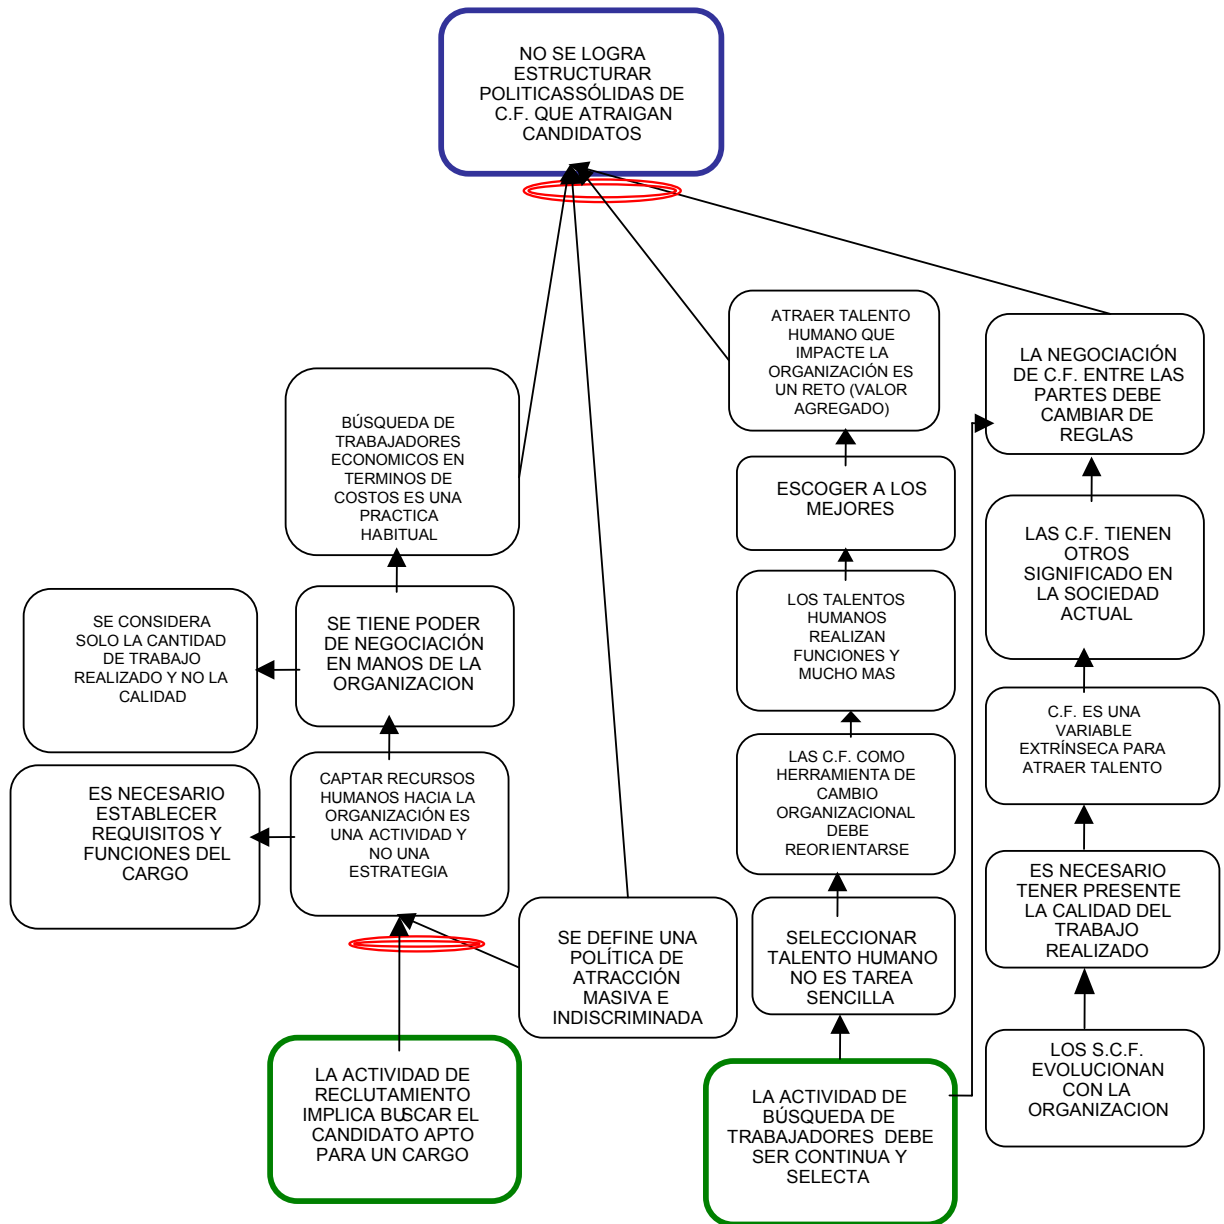 NO SE LOGRA
ESTRUCTURAR
POLITICASSÓLIDAS DE
C.F. QUE ATRAIGAN
CANDIDATOS
ATRAER TALENTO
HUMANO QUE
IMPACTE LA
ORGANIZACIÓN ES
UN RETO (VALOR
AGREGADO)
LA NEGOCIACIÓN
DE C.F. ENTRE LAS
PARTES DEBE
CAMBIAR DE
REGLAS
BÚSQUEDA DE
TRABAJADORES
ECONOMICOS EN
TERMINOS DE
COSTOS ES UNA
PRACTICA
HABITUAL
ESCOGER A LOS
MEJORES
LAS C.F. TIENEN
OTROS
SIGNIFICADO EN
LA SOCIEDAD
ACTUAL
SE CONSIDERA
SOLO LA CANTIDAD
DE TRABAJO
REALIZADO Y NO LA
CALIDAD
SE TIENE PODER
DE NEGOCIACIÓN
EN MANOS DE LA
ORGANIZACION
LOS TALENTOS
HUMANOS
REALIZAN
FUNCIONES Y
MUCHO MAS
C.F. ES UNA
VARIABLE
EXTRÍNSECA PARA
ATRAER TALENTO
ES NECESARIO
ESTABLECER
REQUISITOS Y
FUNCIONES DEL
CARGO
CAPTAR RECURSOS
HUMANOS HACIA LA
ORGANIZACIÓN ES
UNA ACTIVIDAD Y
NO UNA
ESTRATEGIA
LAS C.F. COMO
HERRAMIENTA DE
CAMBIO
ORGANIZACIONAL
DEBE
REORIENTARSE
ES NECESARIO
TENER PRESENTE
LA CALIDAD DEL
TRABAJO
REALIZADO
SE DEFINE UNA
POLÍTICA DE
ATRACCIÓN
MASIVA E
INDISCRIMINADA
SELECCIONAR
TALENTO HUMANO
NO ES TAREA
SENCILLA
LOS S.C.F.
EVOLUCIONAN
CON LA
ORGANIZACION
LA ACTIVIDAD DE
RECLUTAMIENTO
IMPLICA BUSCAR EL
CANDIDATO APTO
PARA UN CARGO
LA ACTIVIDAD DE
BÚSQUEDA DE
TRABAJADORES DEBE
SER CONTINUA Y
SELECTA